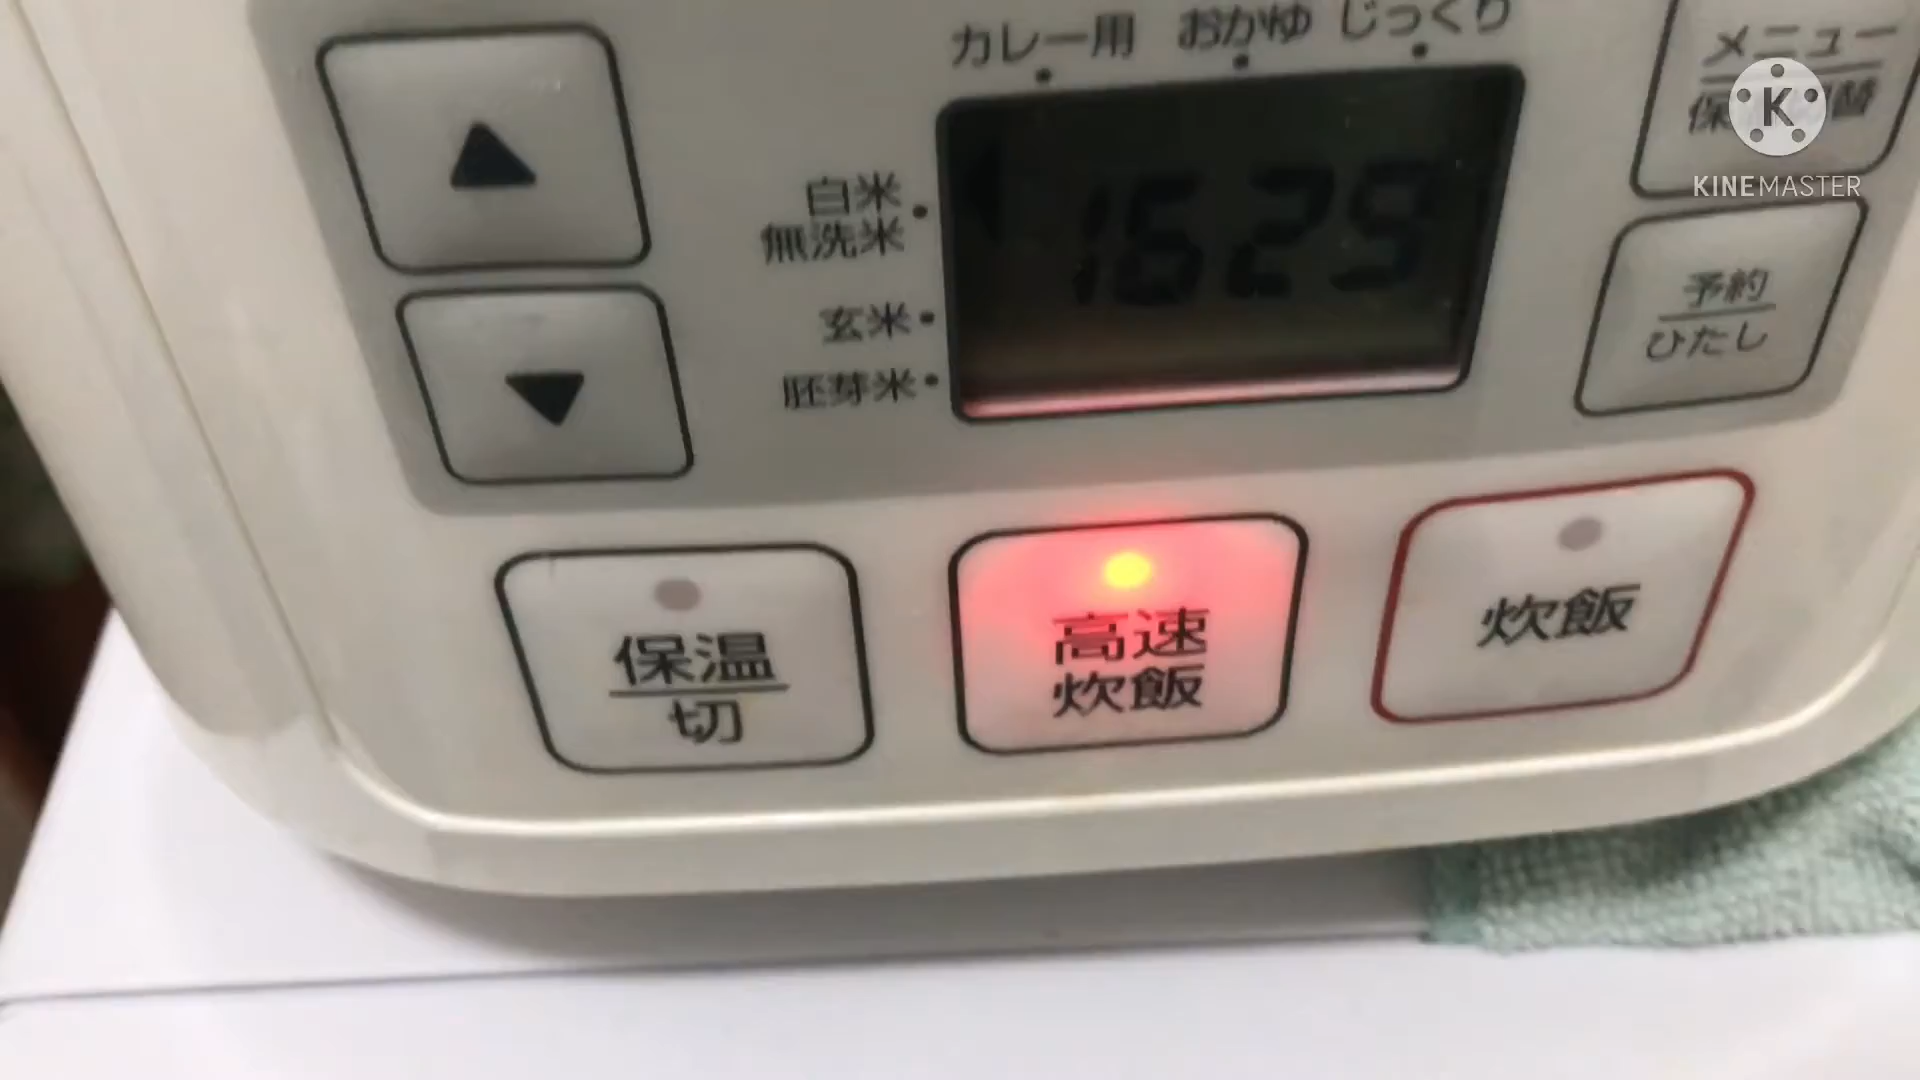 カレー用 おかゆ じっくり
メニュー
KINEMASTER
白米
無洗米
1629
予約
ひたし
玄米
胚芽米
保温
切
高速
炊飯
炊飯